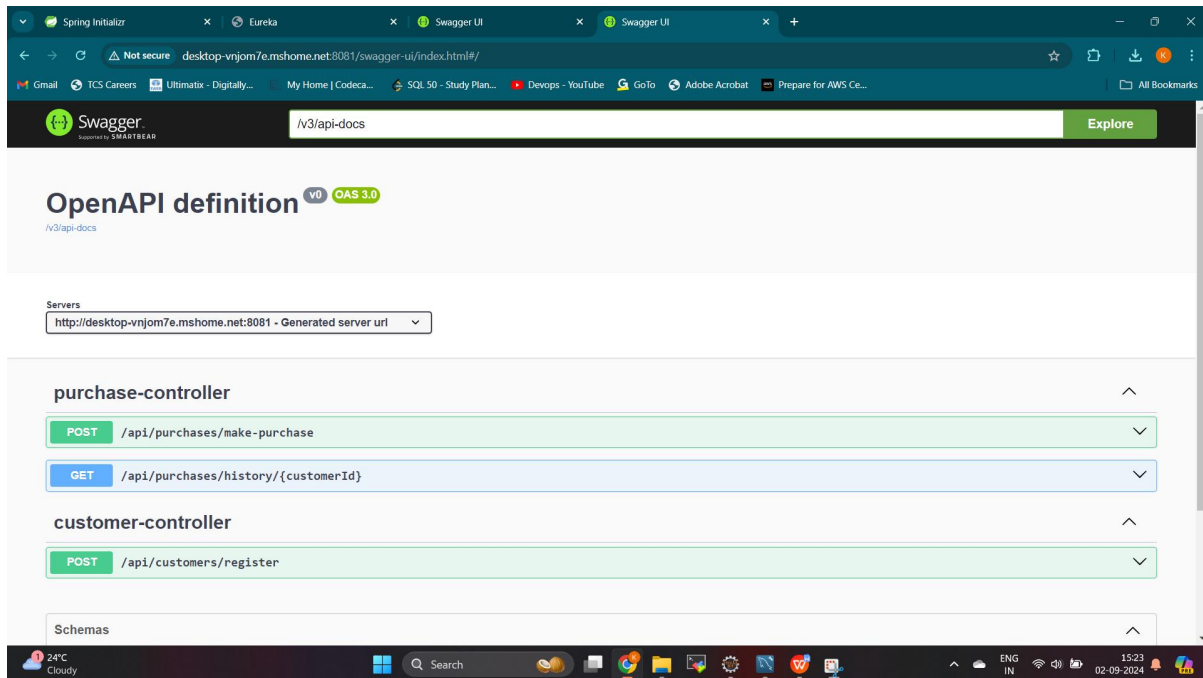 Spring Initializr
Eureka
Swagger UI
Swagger UI
Not secure desktop-vnjom7e.mshome.net:8081/swagger-ui/index.html#/
K
Gmail TCS Careers Ultimatix - Digitally... My Home | Codeca... SQL 50 - Study Plan... Devops - YouTube GoTo Adobe Acrobat Prepare for AWS Ce... All Bookmarks
Swagger.
Supported by SMARTBEAR
/v3/api-docs
Explore
OpenAPI definition v0 OAS 3.0
/v3/api-docs
Servers
http://desktop-vnjom7e.mshome.net:8081 - Generated server url
purchase-controller
POST /api/purchases/make-purchase
GET /api/purchases/history/{customerId}
customer-controller
POST /api/customers/register
Schemas
1
24°C
Cloudy
Search
ENG
IN
15:23
02-09-2024